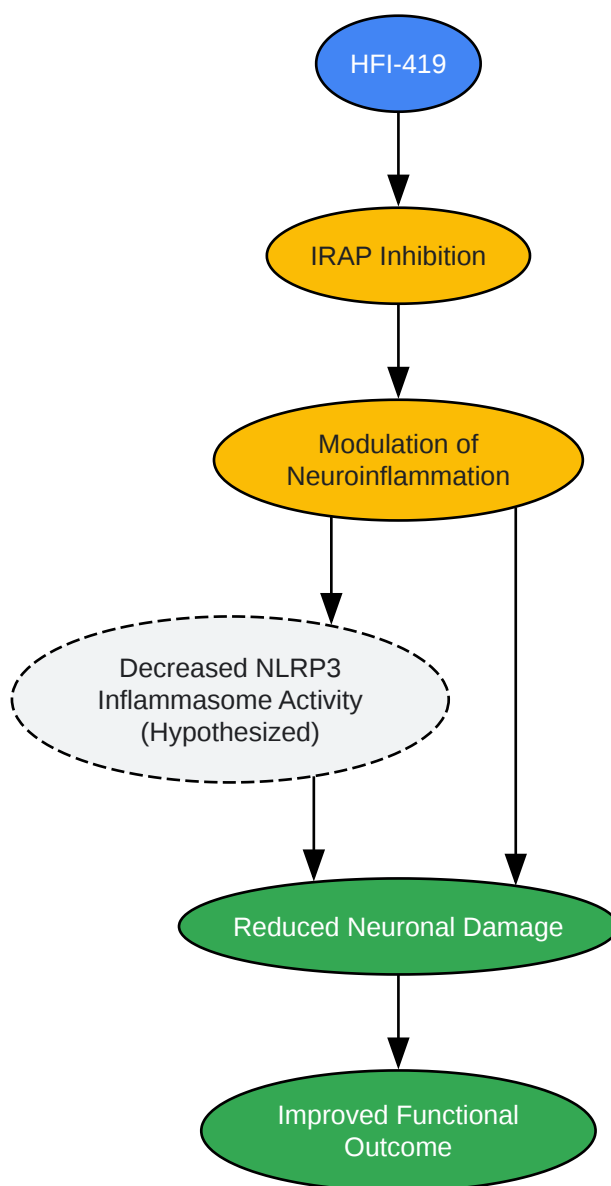 HFI-419
IRAP Inhibition
Modulation of
Neuroinflammation
Decreased NLRP3
Inflammasome Activity
(Hypothesized)
Reduced Neuronal Damage
Improved Functional
Outcome